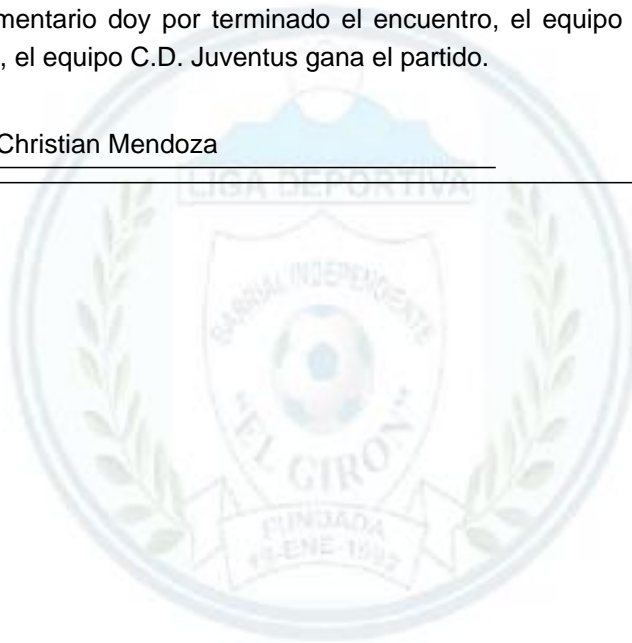 mentario doy por terminado el encuentro, el equipo
, el equipo C.D. Juventus gana el partido.
Christian Mendoza
LIGA DEPORTIVA
BARRIAL INDEPENDIENTE
"EL GIRON"
FUNDADA